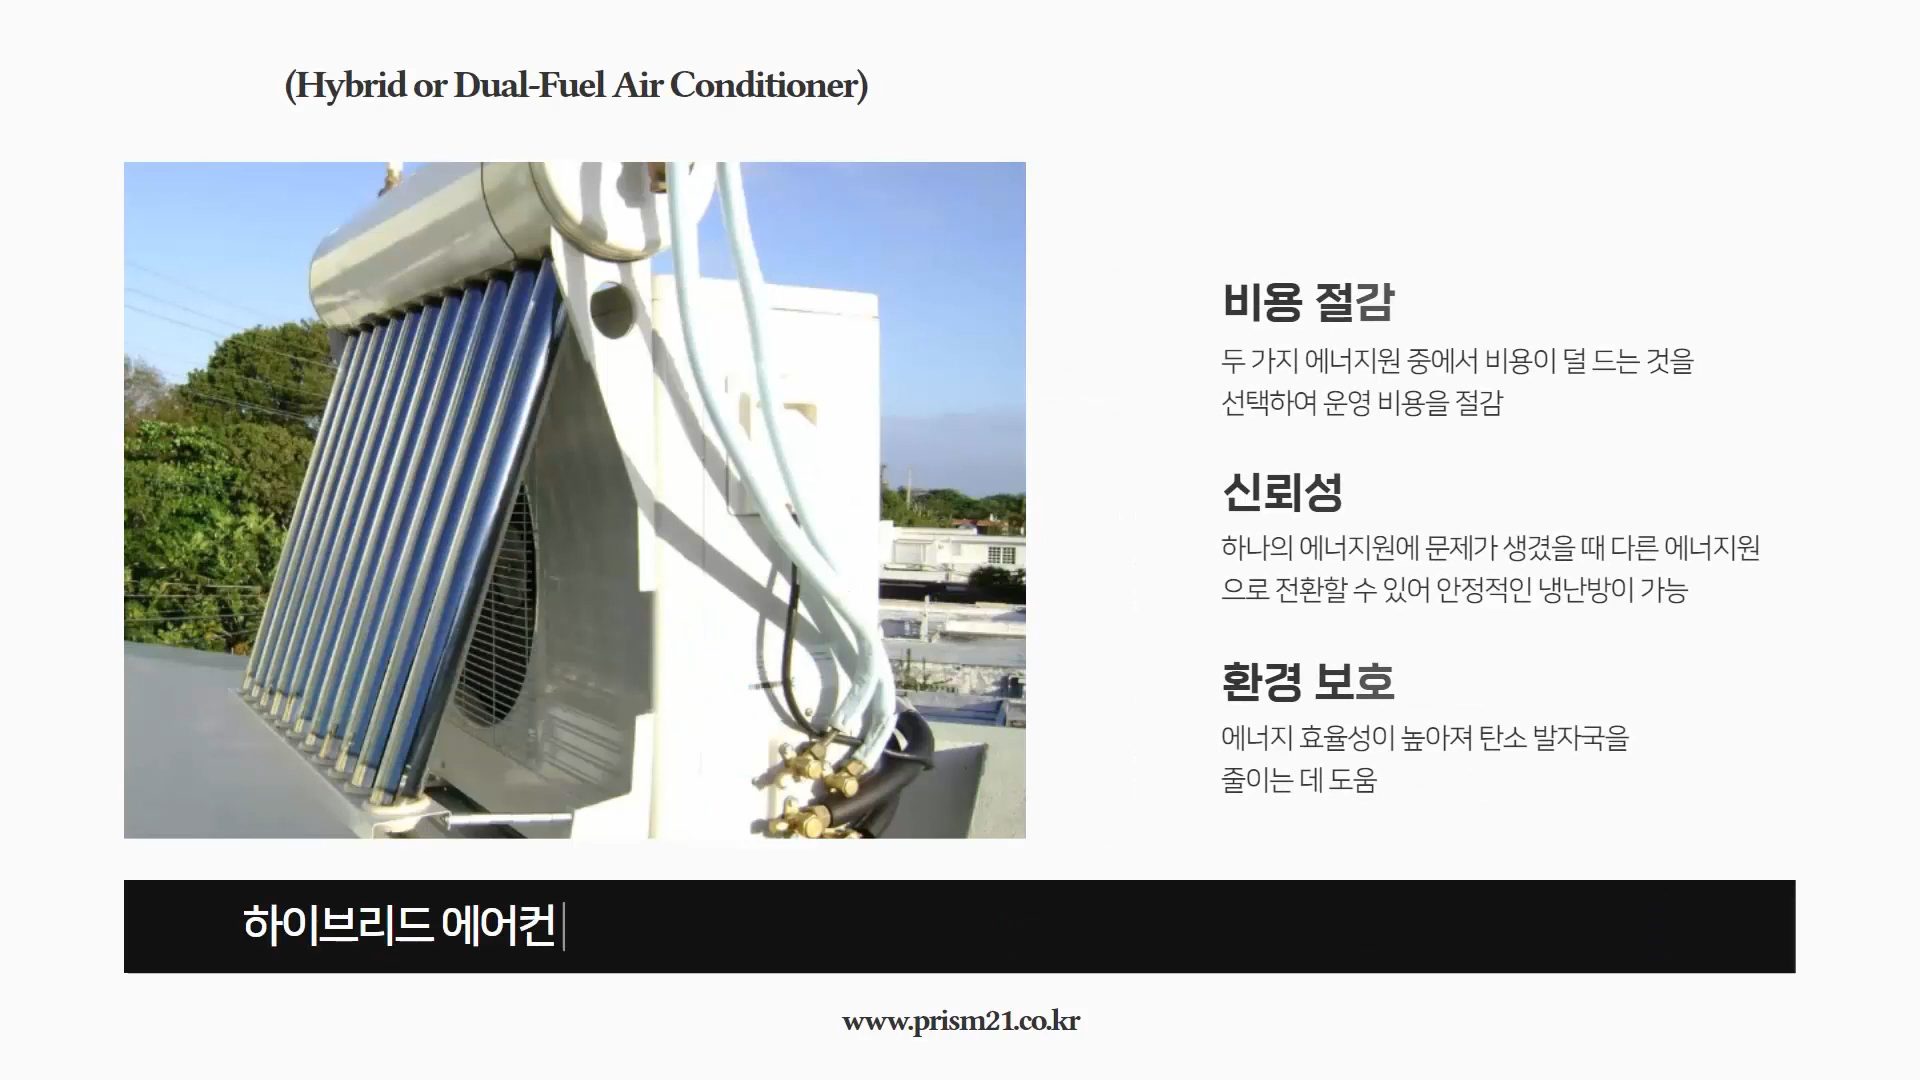 (Hybrid or Dual-Fuel Air Conditioner)
비용 절감
두 가지 에너지원 중에서 비용이 덜 드는 것을
선택하여 운영 비용을 절감
신뢰성
하나의 에너지원에 문제가 생겼을 때 다른 에너지원
으로 전환할 수 있어 안정적인 냉난방이 가능
환경 보호
에너지 효율성이 높아져 탄소 발자국을
줄이는 데 도움
하이브리드 에어컨
www.prism21.co.kr